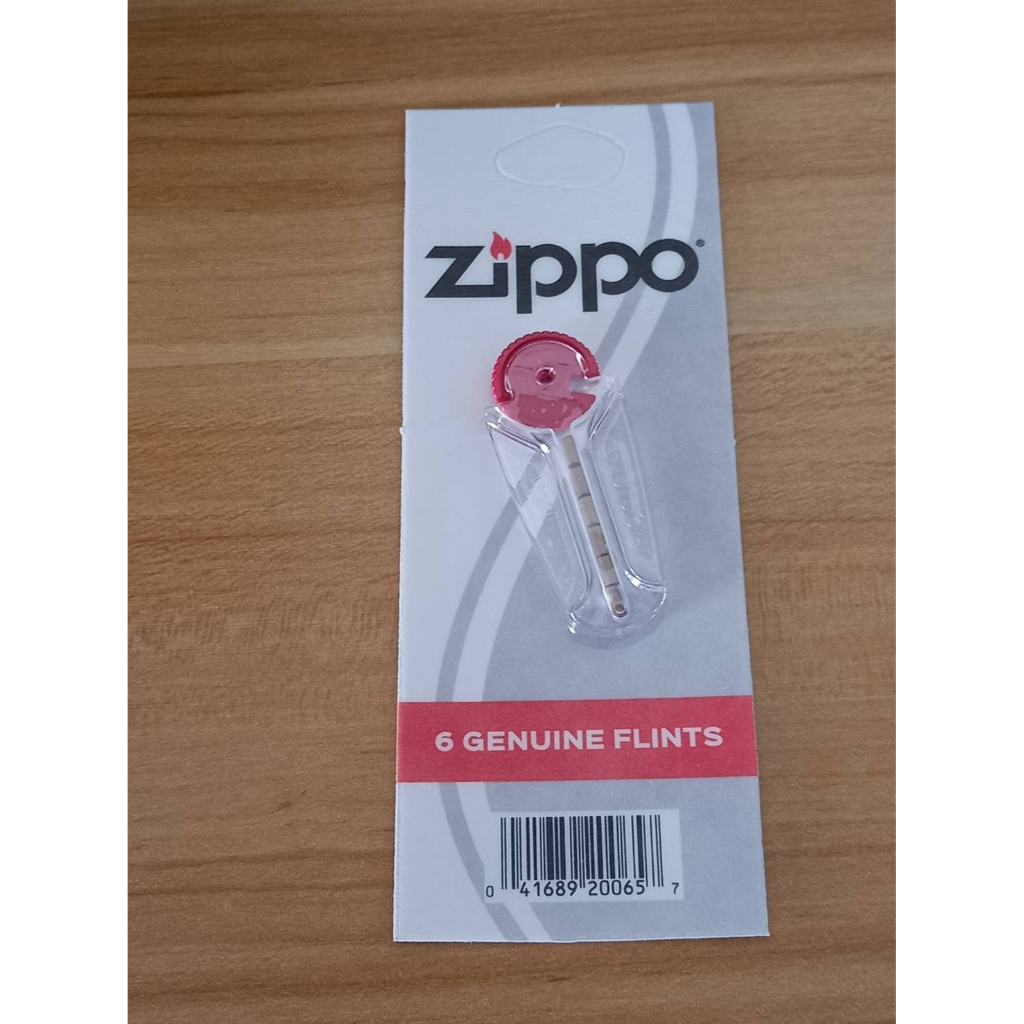 zippo®
6 GENUINE FLINTS
0 41689 20065 7